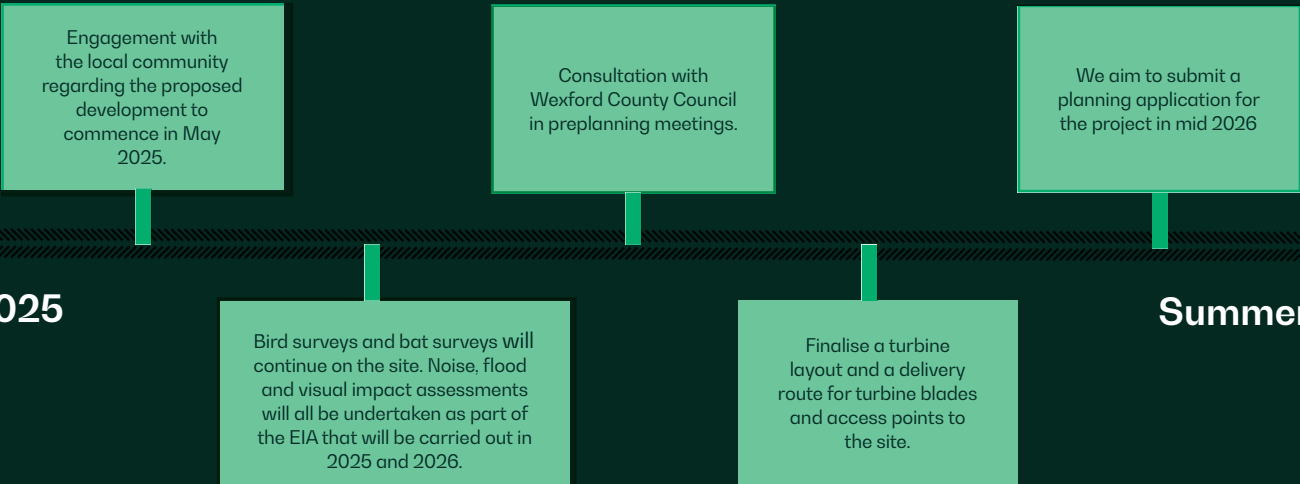 Engagement with
the local community
regarding the proposed
development to
commence in May
2025.
Consultation with
Wexford County Council
in preplanning meetings.
We aim to submit a
planning application for
the project in mid 2026
025
Summer
Bird surveys and bat surveys will
continue on the site. Noise, flood
and visual impact assessments
will all be undertaken as part of
the EIA that will be carried out in
2025 and 2026.
Finalise a turbine
layout and a delivery
route for turbine blades
and access points to
the site.